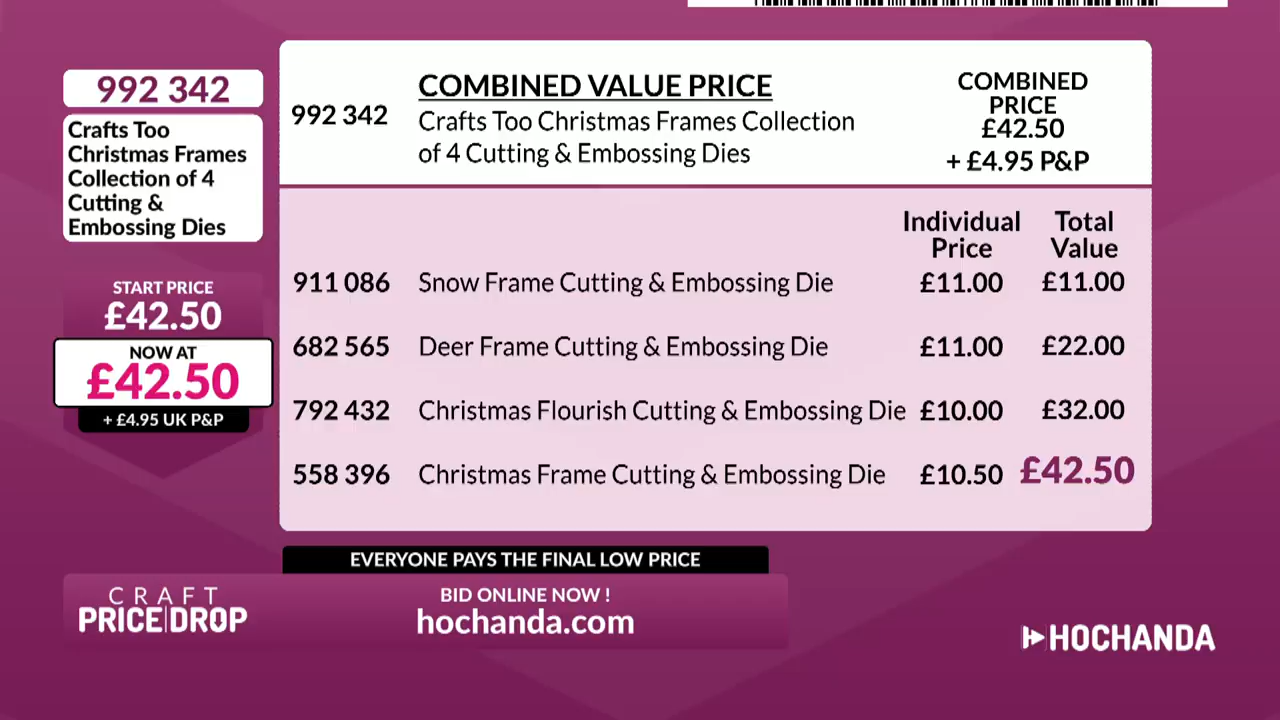 992 342
Crafts Too
Christmas Frames
Collection of 4
Cutting &
Embossing Dies
START PRICE
£42.50
NOW AT
£42.50
+ £4.95 UK P&P
992 342
COMBINED VALUE PRICE
Crafts Too Christmas Frames Collection
of 4 Cutting & Embossing Dies
COMBINED
PRICE
£42.50
+ £4.95 P&P
Individual Price
Total Value
911 086 Snow Frame Cutting & Embossing Die £11.00 £11.00
682 565 Deer Frame Cutting & Embossing Die £11.00 £22.00
792 432 Christmas Flourish Cutting & Embossing Die £10.00 £32.00
558 396 Christmas Frame Cutting & Embossing Die £10.50 £42.50
EVERYONE PAYS THE FINAL LOW PRICE
CRAFT
PRICE DROP
BID ONLINE NOW !
hochanda.com
HOCHANDA